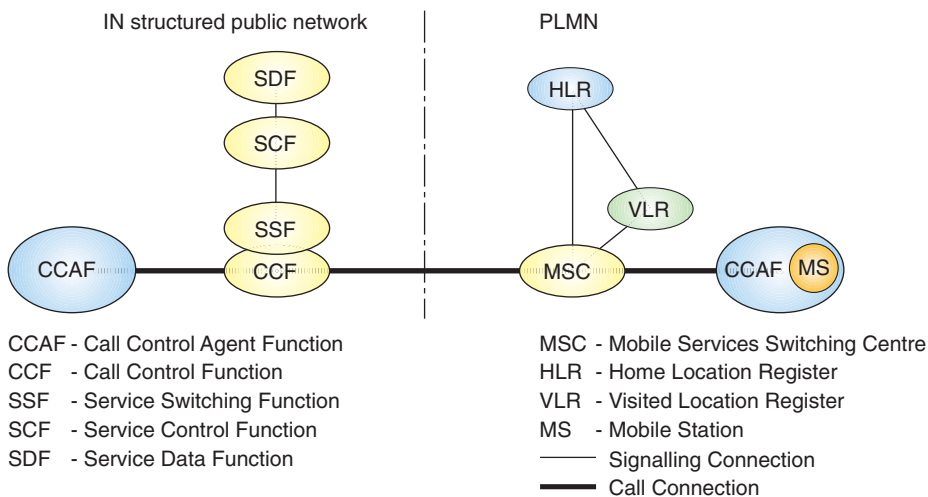 IN structured public network
PLMN
SDF
SCF
SSF
CCF
CCAF
HLR
VLR
MSC
CCAF
MS
CCAF - Call Control Agent Function
CCF - Call Control Function
SSF - Service Switching Function
SCF - Service Control Function
SDF - Service Data Function
MSC - Mobile Services Switching Centre
HLR - Home Location Register
VLR - Visited Location Register
MS - Mobile Station
Signalling Connection
Call Connection